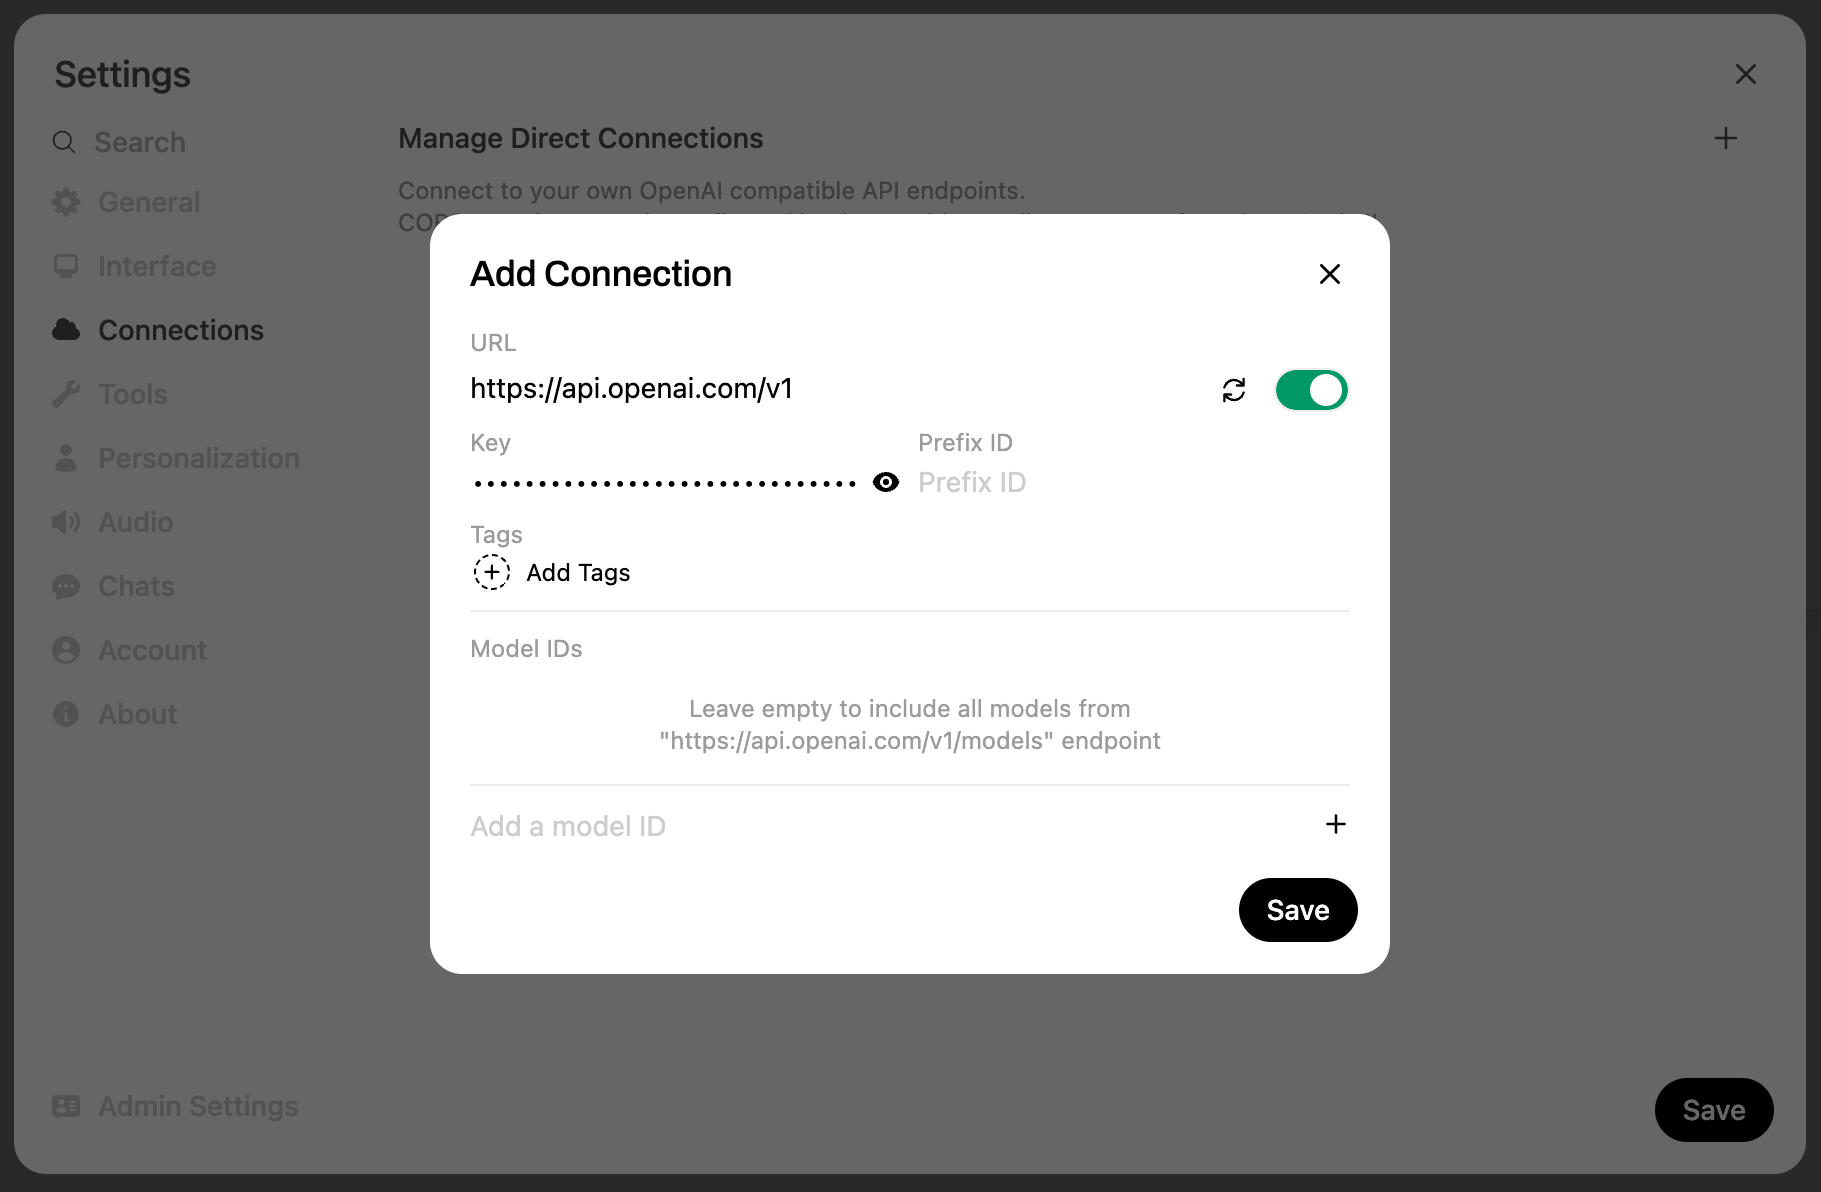 Settings
Search
General
Interface
Connections
Tools
Personalization
Audio
Chats
Account
About
Admin Settings
Manage Direct Connections
Connect to your own OpenAI compatible API endpoints.
Add Connection
URL
https://api.openai.com/v1
Key
Prefix ID
••••••••••••••••••••••••••••••
Prefix ID
Tags
Add Tags
Model IDs
Leave empty to include all models from
"https://api.openai.com/v1/models" endpoint
Add a model ID
Save
Save